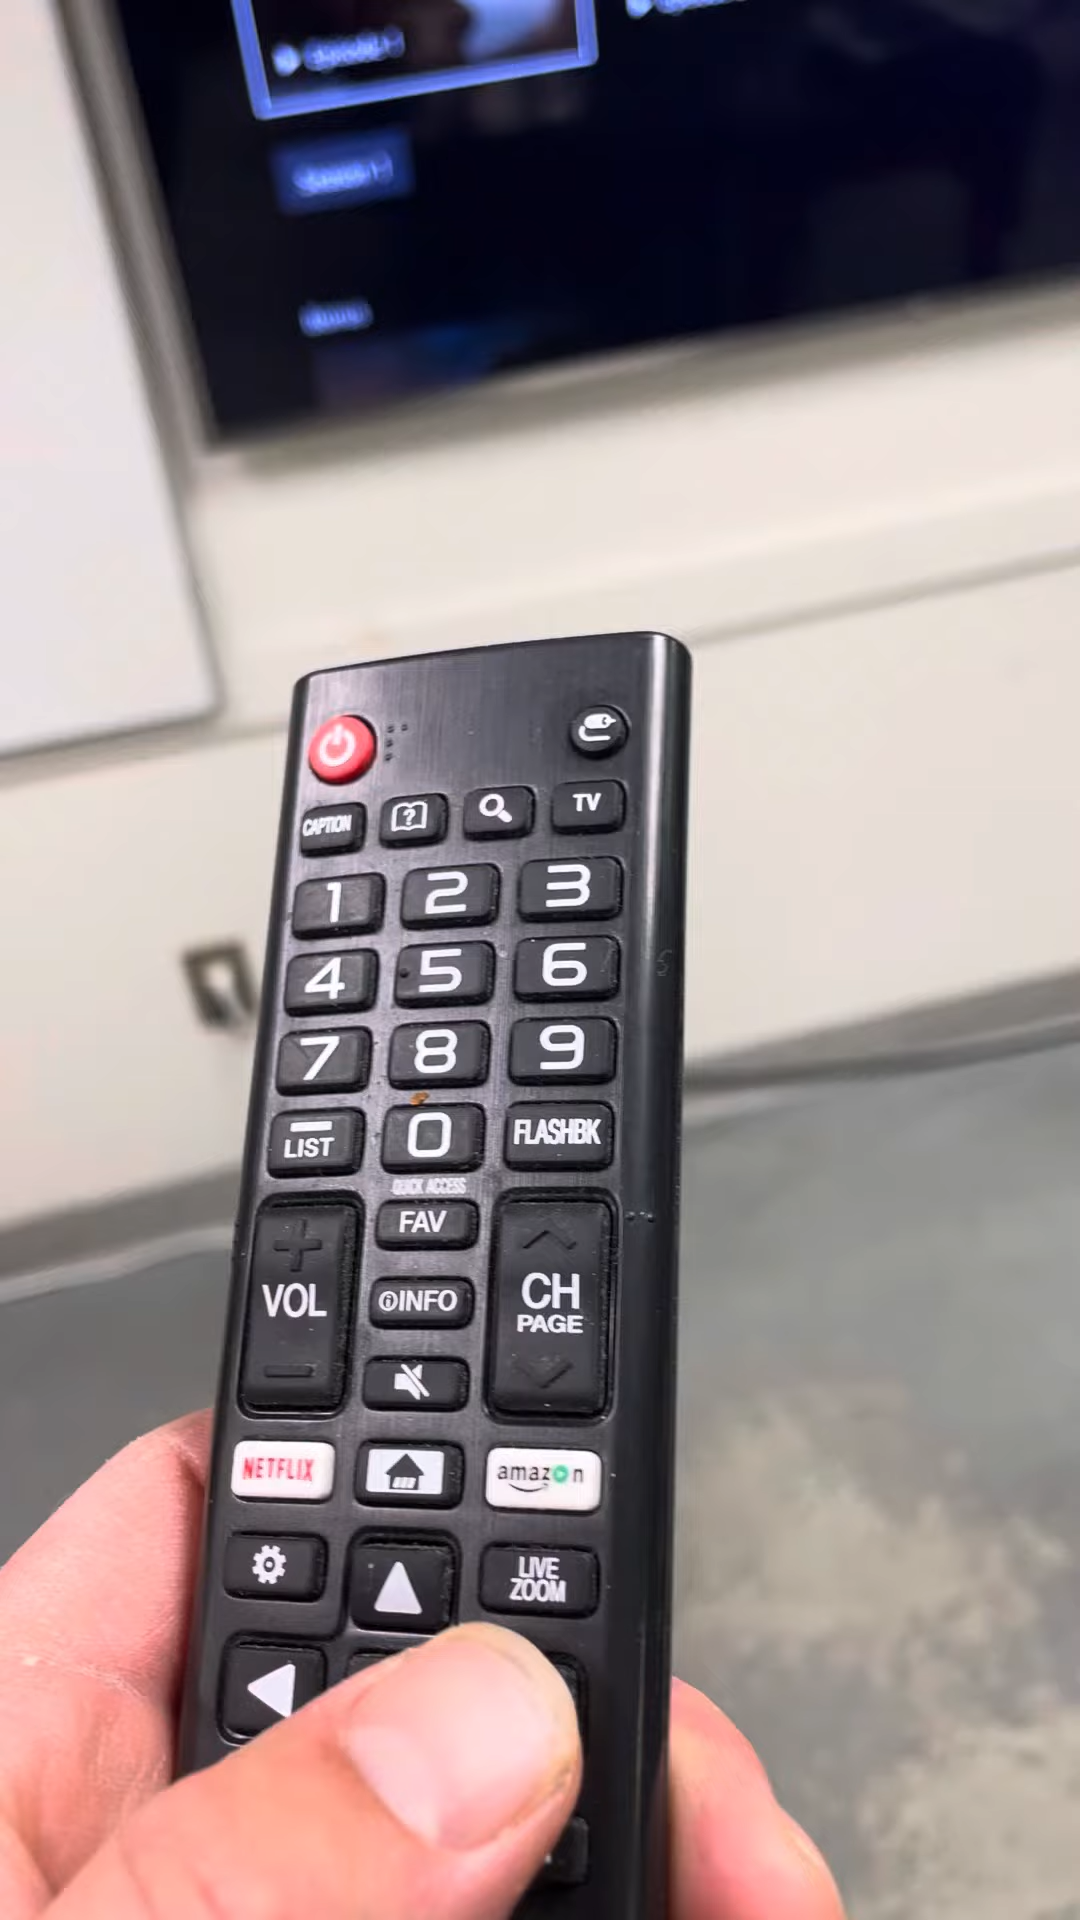 CAPTION
?
TV
1 2 3
4 5 6
7 8 9
LIST 0 FLASHBK
QUICK ACCESS
FAV
VOL
INFO
CH
PAGE
NETFLIX
amazon
LIVE
ZOOM